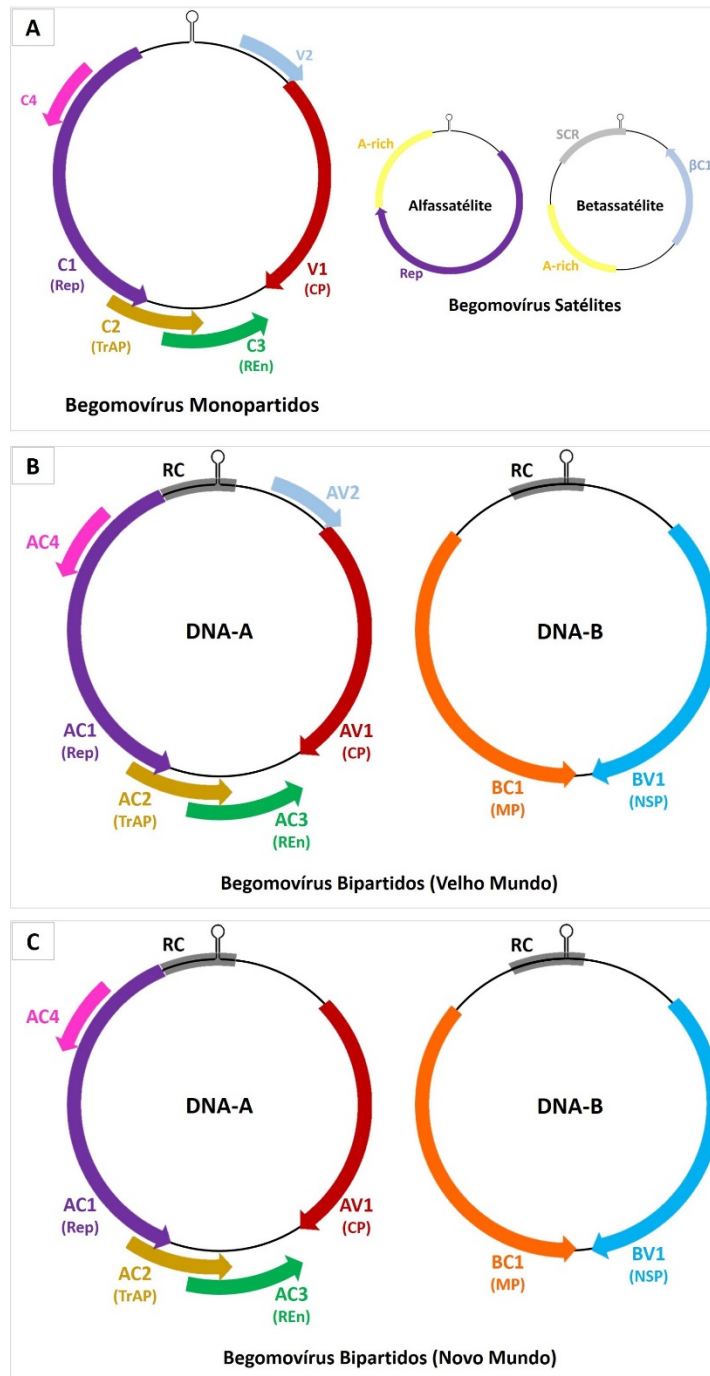 A
V2
C4
C1
(Rep)
V1
(CP)
C2
(TrAP)
C3
(REn)
Begomovírus Monopartidos
A-rich
Alfassatélite
Rep
SCR
βC1
Betassatélite
A-rich
Begomovírus Satélites
B
RC
AV2
AC4
DNA-A
AC1
(Rep)
AV1
(CP)
AC2
(TrAP)
AC3
(REn)
RC
DNA-B
BC1
(MP)
BV1
(NSP)
Begomovírus Bipartidos (Velho Mundo)
C
RC
AC4
DNA-A
AC1
(Rep)
AV1
(CP)
AC2
(TrAP)
AC3
(REn)
RC
DNA-B
BC1
(MP)
BV1
(NSP)
Begomovírus Bipartidos (Novo Mundo)